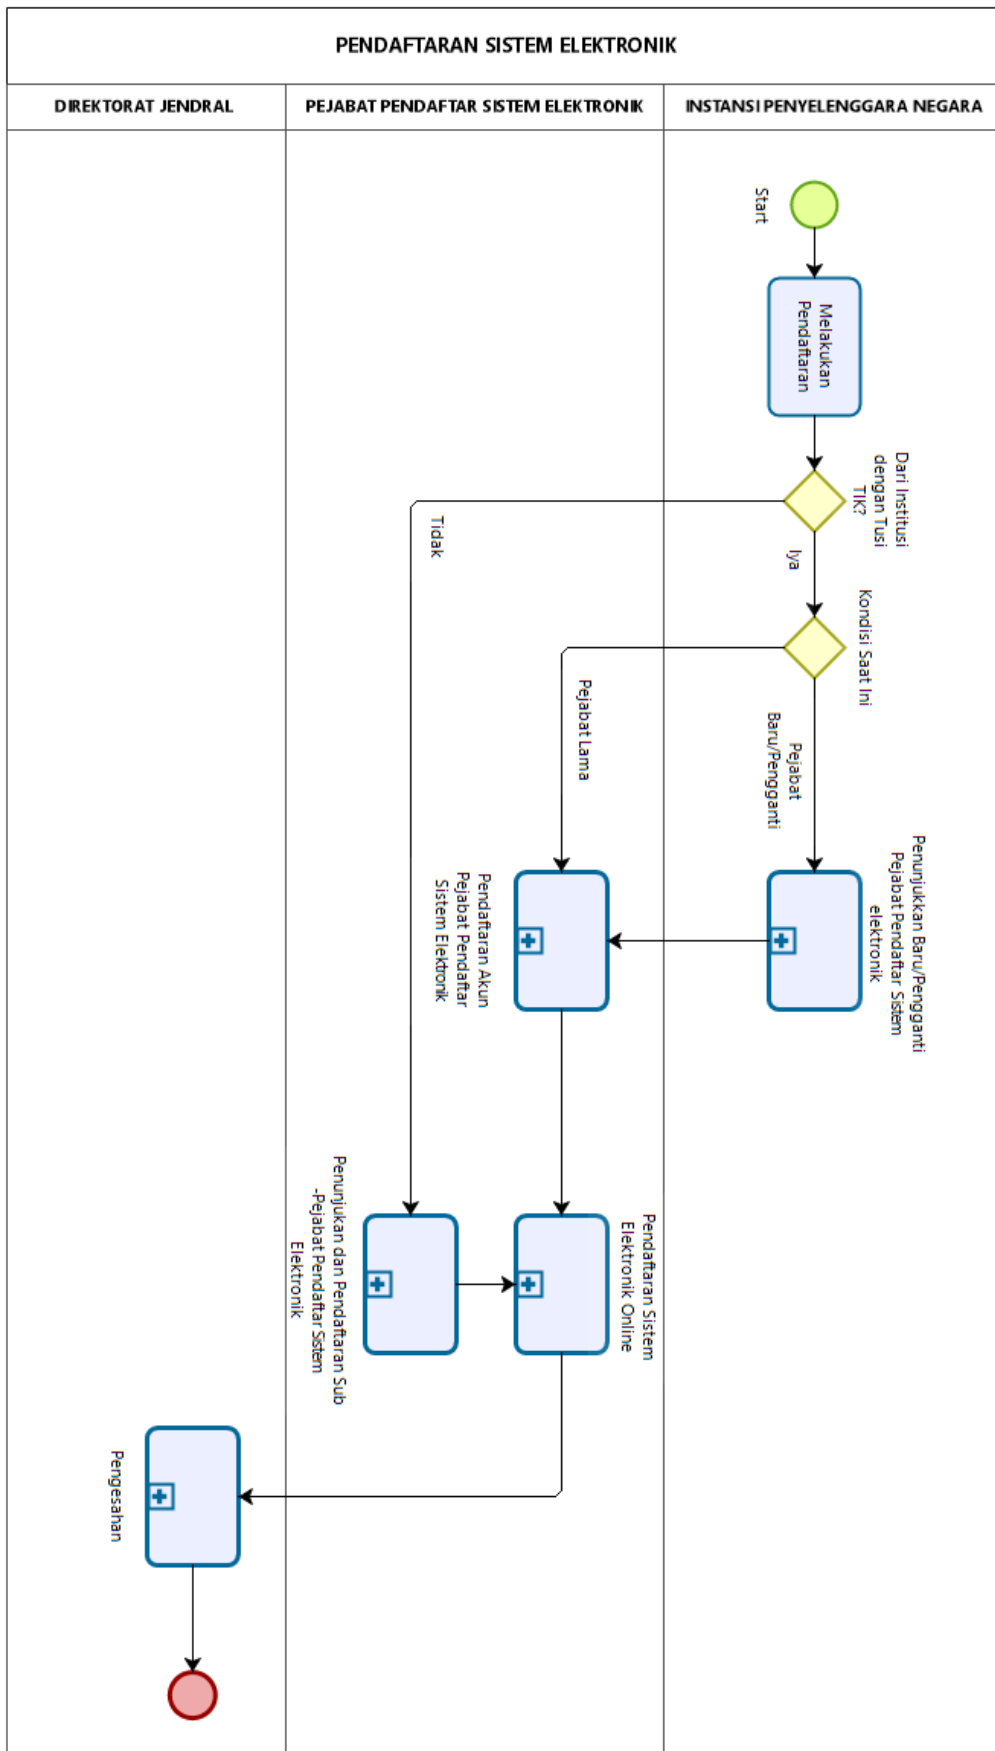 PENDAFTARAN SISTEM ELEKTRONIK
DIREKTORAT JENDRAL
PEJABAT PENDAFTAR SISTEM ELEKTRONIK
INSTANSI PENYELENGGARA NEGARA
Start
Melakukan
Pendaftaran
Dari Institusi
dengan Tusi
TIK?
Tidak
Iya
Kondisi Saat Ini
Pejabat Lama
Pejabat
Baru/Pengganti
Penunjukkan Baru/Pengganti
Pejabat Pendaftar Sistem
elektronik
Pendaftaran Akun
Pejabat Pendaftar
Sistem Elektronik
Pendaftaran Sistem
Elektronik Online
Penunjukan dan Pendaftaran Sub
-Pejabat Pendaftar Sistem
Elektronik
Pengesahan